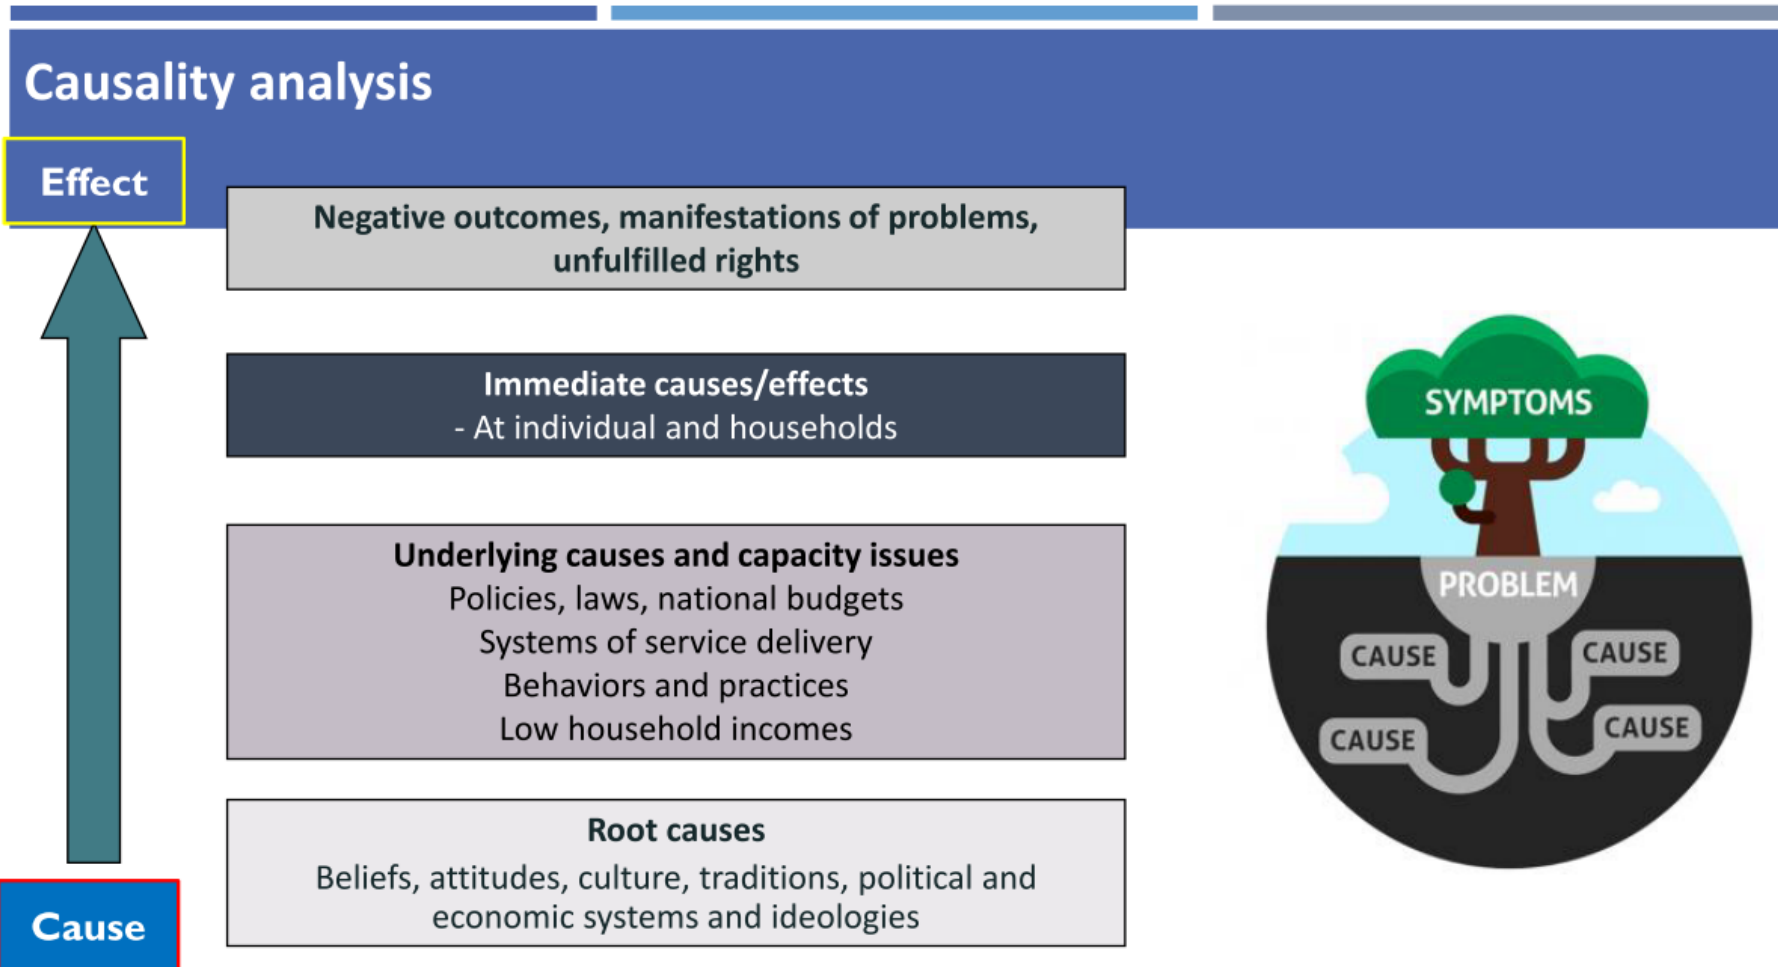 Causality analysis
Effect
Negative outcomes, manifestations of problems,
unfulfilled rights
Immediate causes/effects
- At individual and households
Underlying causes and capacity issues
Policies, laws, national budgets
Systems of service delivery
Behaviors and practices
Low household incomes
Root causes
Beliefs, attitudes, culture, traditions, political and
economic systems and ideologies
Cause
SYMPTOMS
PROBLEM
CAUSE
CAUSE
CAUSE
CAUSE